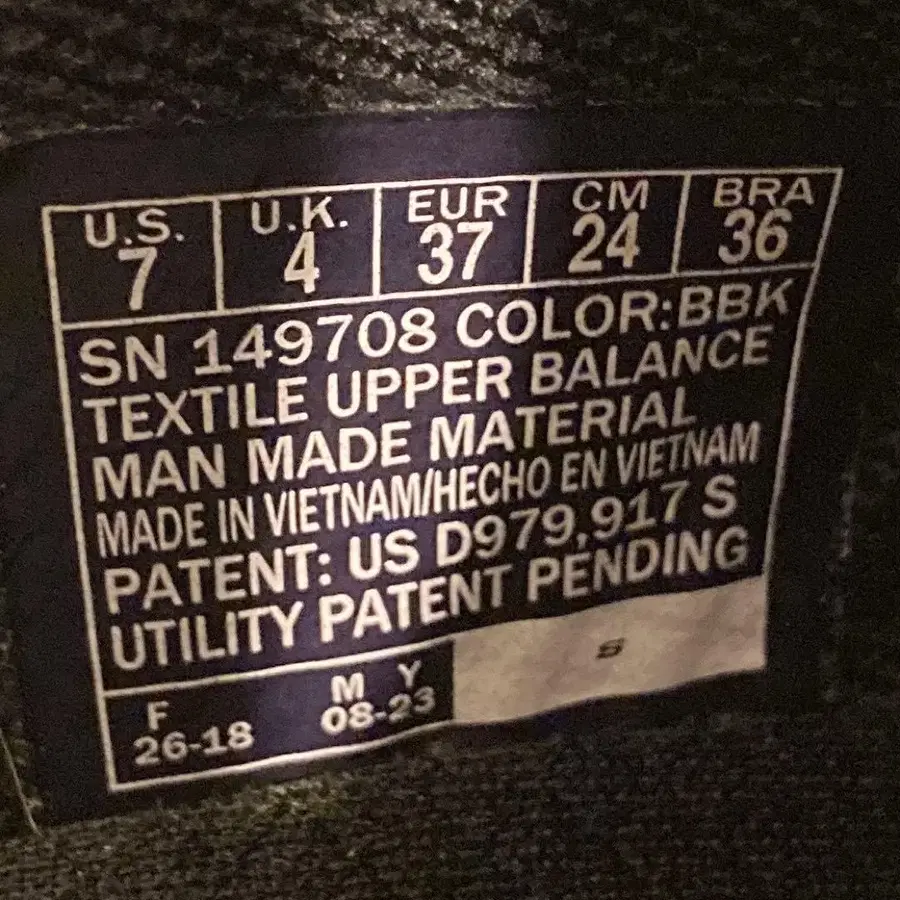 U.S. U.K. EUR CM BRA
7 4 37 24 36
SN 149708 COLOR:BBK
TEXTILE UPPER BALANCE
MAN MADE MATERIAL
MADE IN VIETNAM/HECHO EN VIETNAM
PATENT: US D979,917 S
UTILITY PATENT PENDING
F M Y
26-18 08-23
S